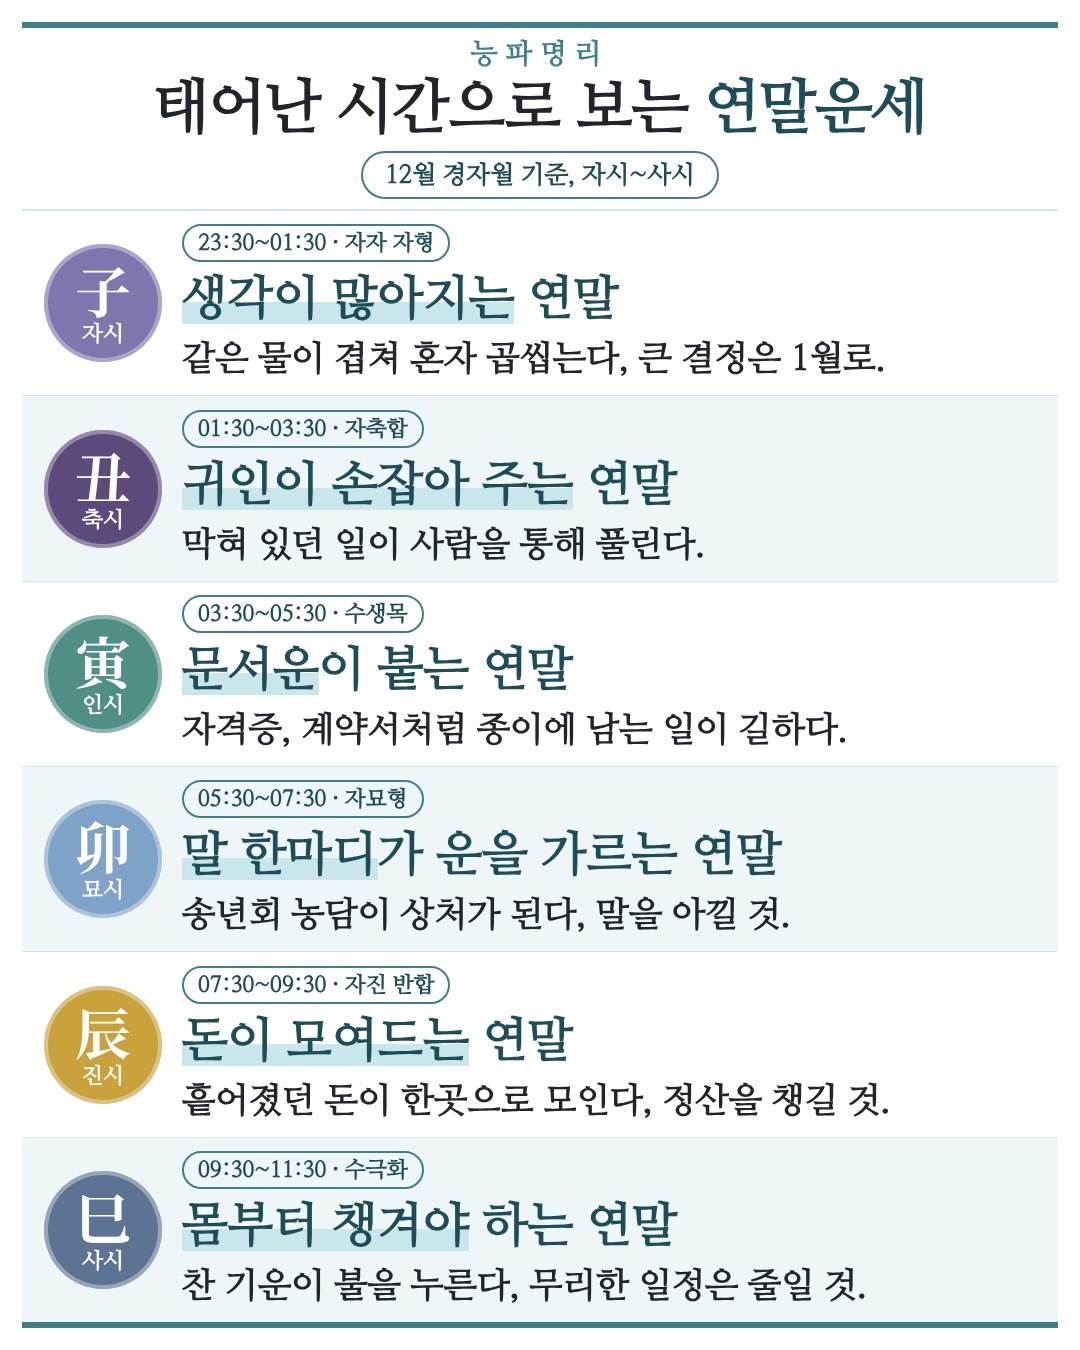 능파명리
태어난 시간으로 보는 연말운세
12월 경자월 기준, 자시~사시
子
자시
23:30~01:30 · 자자 자형
생각이 많아지는 연말
같은 물이 겹쳐 혼자 곱씹는다, 큰 결정은 1월로.
丑
축시
01:30~03:30 · 자축합
귀인이 손잡아 주는 연말
막혀 있던 일이 사람을 통해 풀린다.
寅
인시
03:30~05:30 · 수생목
문서운이 붙는 연말
자격증, 계약서처럼 종이에 남는 일이 길하다.
卯
묘시
05:30~07:30 · 자묘형
말 한마디가 운을 가르는 연말
송년회 농담이 상처가 된다, 말을 아낄 것.
辰
진시
07:30~09:30 · 자진 반합
돈이 모여드는 연말
흩어졌던 돈이 한곳으로 모인다, 정산을 챙길 것.
巳
사시
09:30~11:30 · 수극화
몸부터 챙겨야 하는 연말
찬 기운이 불을 누른다, 무리한 일정은 줄일 것.